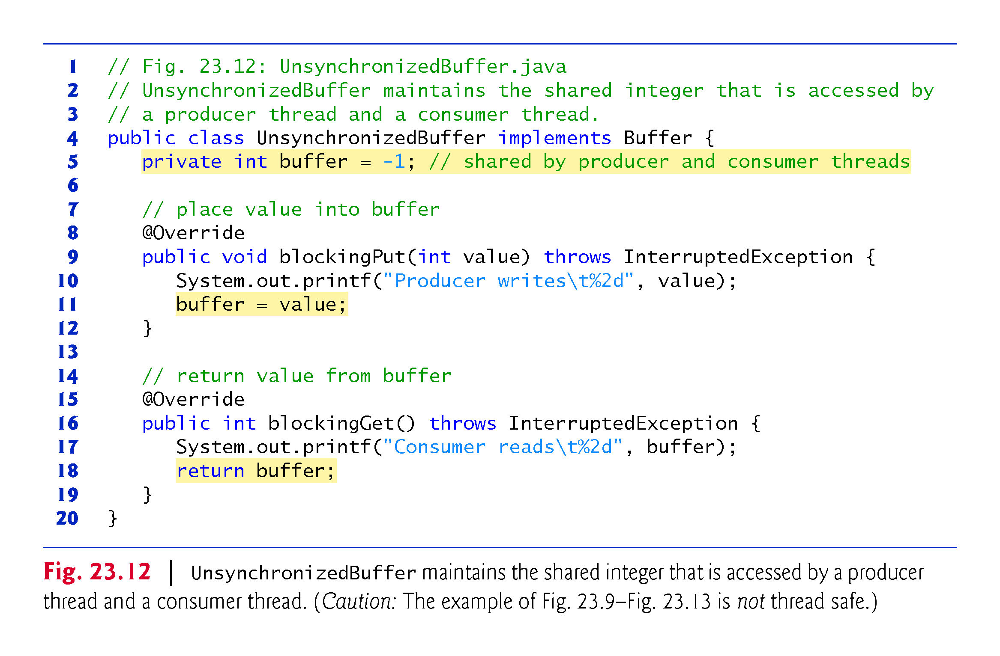 1 // Fig. 23.12: UnsynchronizedBuffer.java
2 // UnsynchronizedBuffer maintains the shared integer that is accessed by
3 // a producer thread and a consumer thread.
4 public class UnsynchronizedBuffer implements Buffer {
5    private int buffer = -1; // shared by producer and consumer threads
6
7    // place value into buffer
8    @Override
9    public void blockingPut(int value) throws InterruptedException {
10       System.out.printf("Producer writes\t%2d", value);
11       buffer = value;
12    }
13
14    // return value from buffer
15    @Override
16    public int blockingGet() throws InterruptedException {
17       System.out.printf("Consumer reads\t%2d", buffer);
18       return buffer;
19    }
20 }
Fig. 23.12 | UnsynchronizedBuffer maintains the shared integer that is accessed by a producer
thread and a consumer thread. (Caution: The example of Fig. 23.9–Fig. 23.13 is not thread safe.)